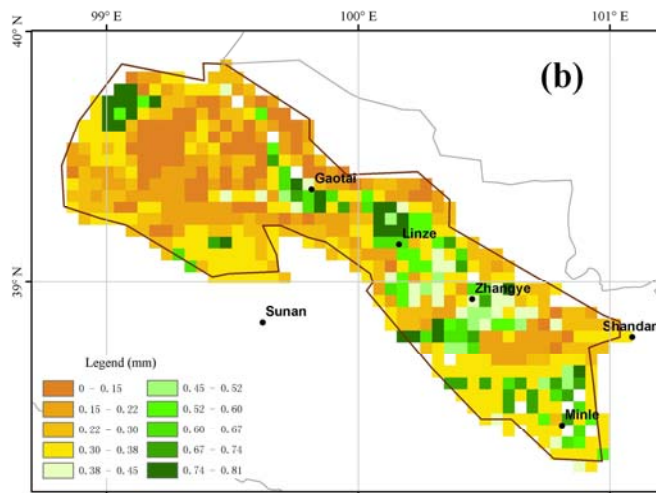 99°E 100°E 101°E
40°N
(b)
Gaotai
Linze
39°N
Zhangye
Sunan
Shandan
Legend (mm)
0 - 0.15 0.45 - 0.52
0.15 - 0.22 0.52 - 0.60
0.22 - 0.30 0.60 - 0.67
0.30 - 0.38 0.67 - 0.74
0.38 - 0.45 0.74 - 0.81
Minle